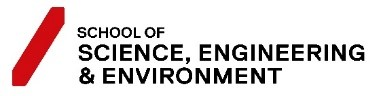 SCHOOL OF
SCIENCE, ENGINEERING
& ENVIRONMENT